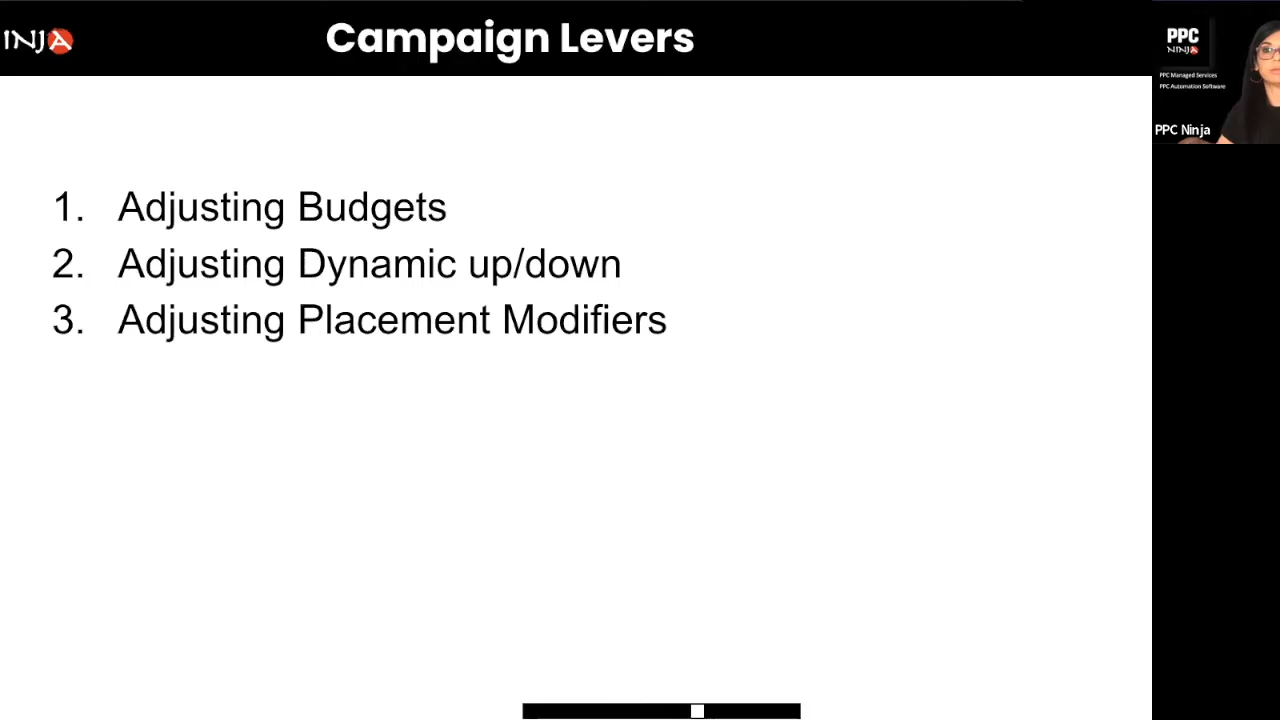 INJA
Campaign Levers
PPC
NINJA
PPC Managed Services
PPC Automation Software
PPC Ninja
1. Adjusting Budgets
2. Adjusting Dynamic up/down
3. Adjusting Placement Modifiers